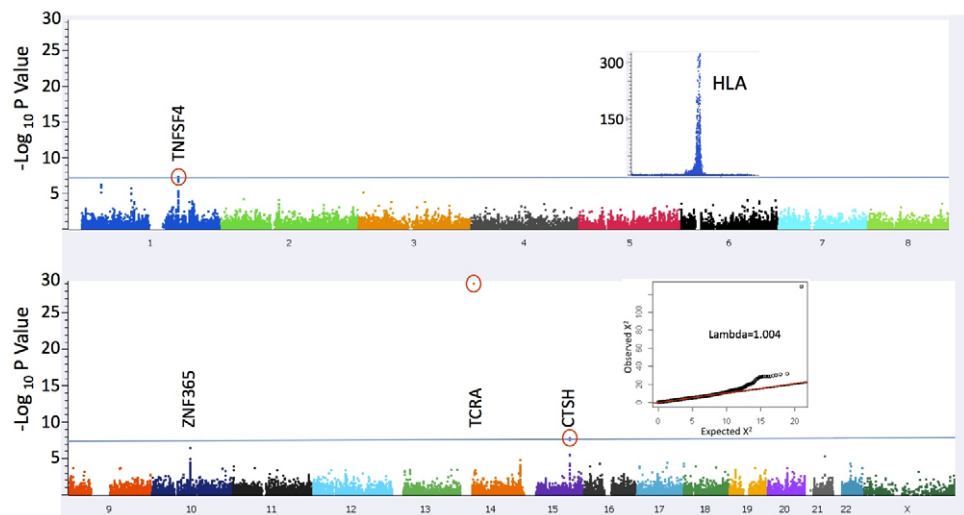 30
25
20
15
10
5
-Log 10 P Value
TNFSF4
300
150
HLA
1 2 3 4 5 6 7 8
30
25
20
15
10
5
-Log 10 P Value
ZNF365
TCRA
CTSH
Observed X2
100
80
60
40
20
0
Lambda=1.004
0 5 10 15 20
Expected X2
9 10 11 12 13 14 15 16 17 18 19 20 21 22 X